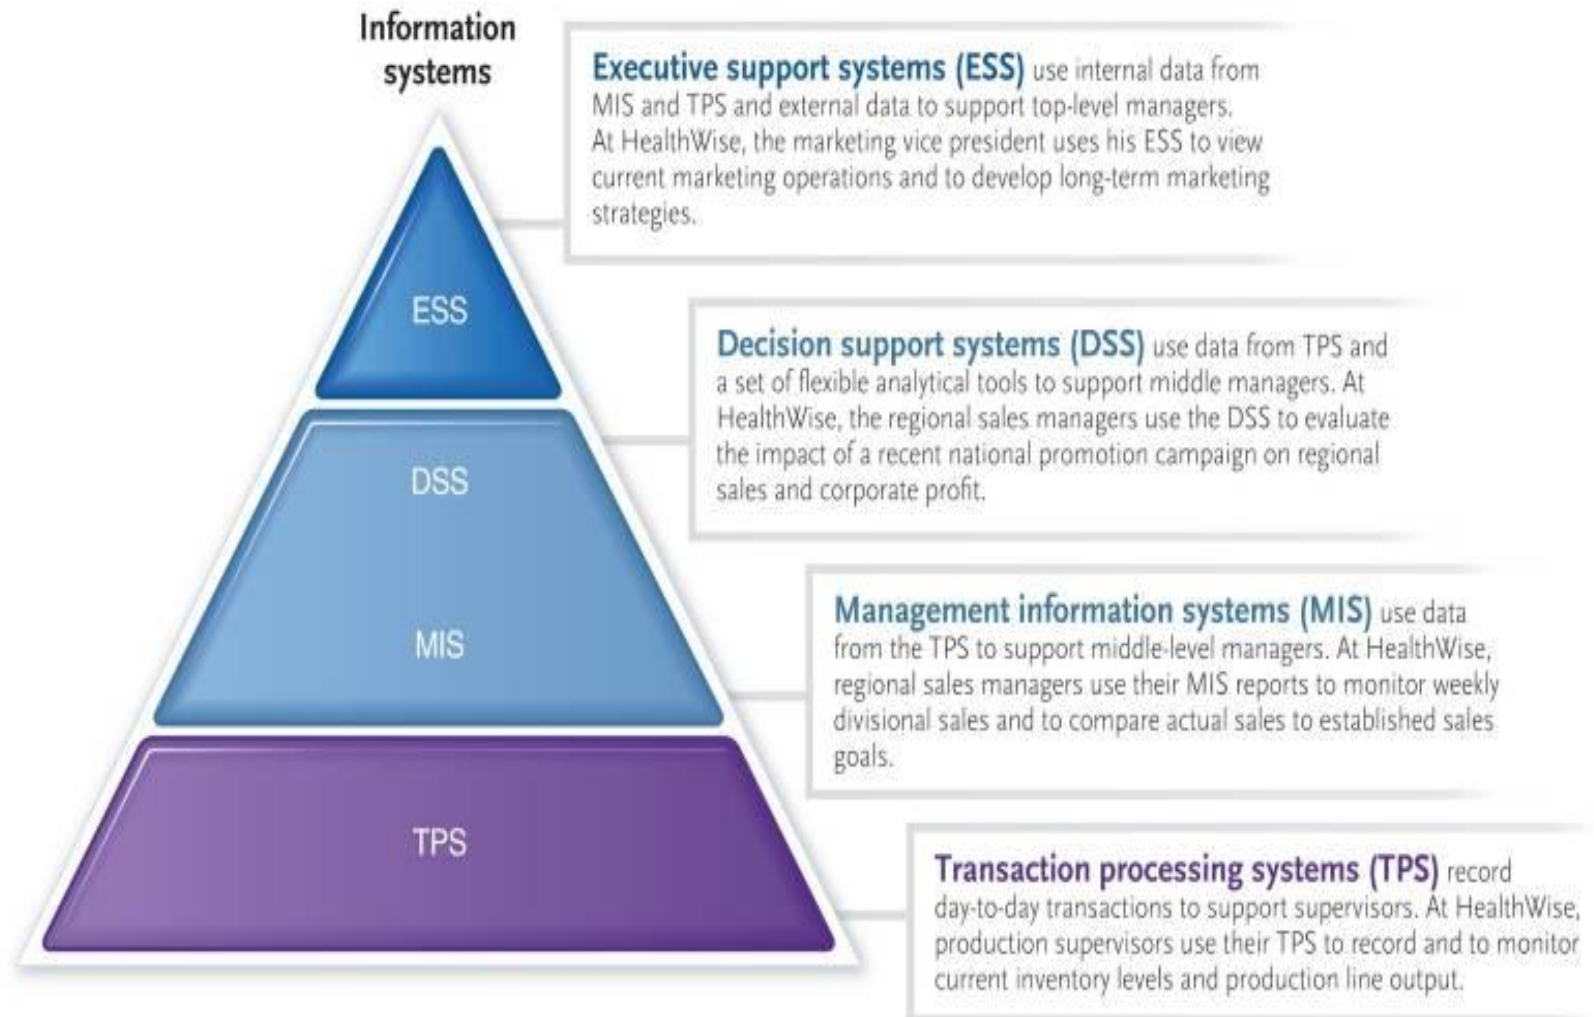 Information
systems
Executive support systems (ESS) use internal data from
MIS and TPS and external data to support top-level managers.
At HealthWise, the marketing vice president uses his ESS to view
current marketing operations and to develop long-term marketing
strategies.
ESS
Decision support systems (DSS) use data from TPS and
a set of flexible analytical tools to support middle managers. At
HealthWise, the regional sales managers use the DSS to evaluate
the impact of a recent national promotion campaign on regional
sales and corporate profit.
DSS
Management information systems (MIS) use data
from the TPS to support middle-level managers. At HealthWise,
regional sales managers use their MIS reports to monitor weekly
divisional sales and to compare actual sales to established sales
goals.
MIS
Transaction processing systems (TPS) record
day-to-day transactions to support supervisors. At HealthWise,
production supervisors use their TPS to record and to monitor
current inventory levels and production line output.
TPS